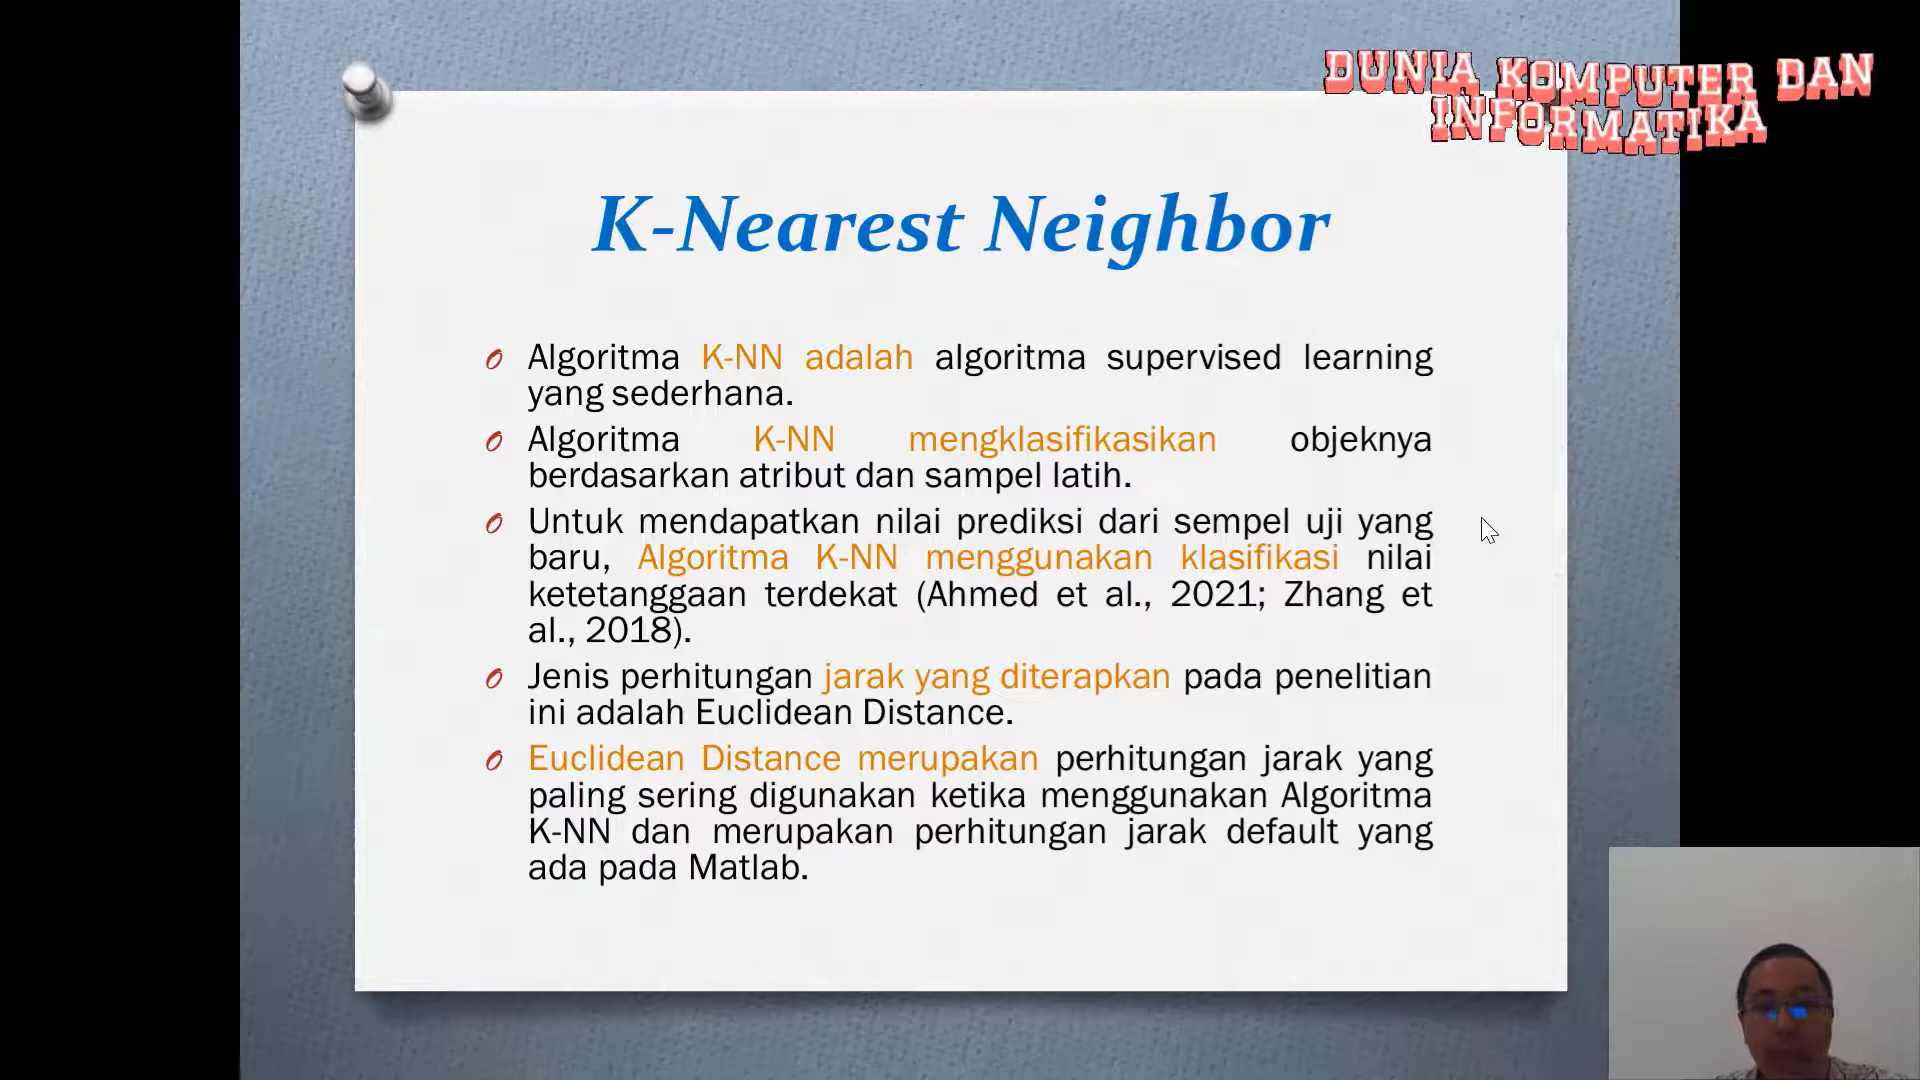 DUNIA KOMPUTER DAN
INFORMATIKA
K-Nearest Neighbor
Algoritma K-NN adalah algoritma supervised learning
yang sederhana.
Algoritma K-NN mengklasifikasikan objeknya
berdasarkan atribut dan sampel latih.
Untuk mendapatkan nilai prediksi dari sempel uji yang
baru, Algoritma K-NN menggunakan klasifikasi nilai
ketetanggaan terdekat (Ahmed et al., 2021; Zhang et
al., 2018).
Jenis perhitungan jarak yang diterapkan pada penelitian
ini adalah Euclidean Distance.
Euclidean Distance merupakan perhitungan jarak yang
paling sering digunakan ketika menggunakan Algoritma
K-NN dan merupakan perhitungan jarak default yang
ada pada Matlab.